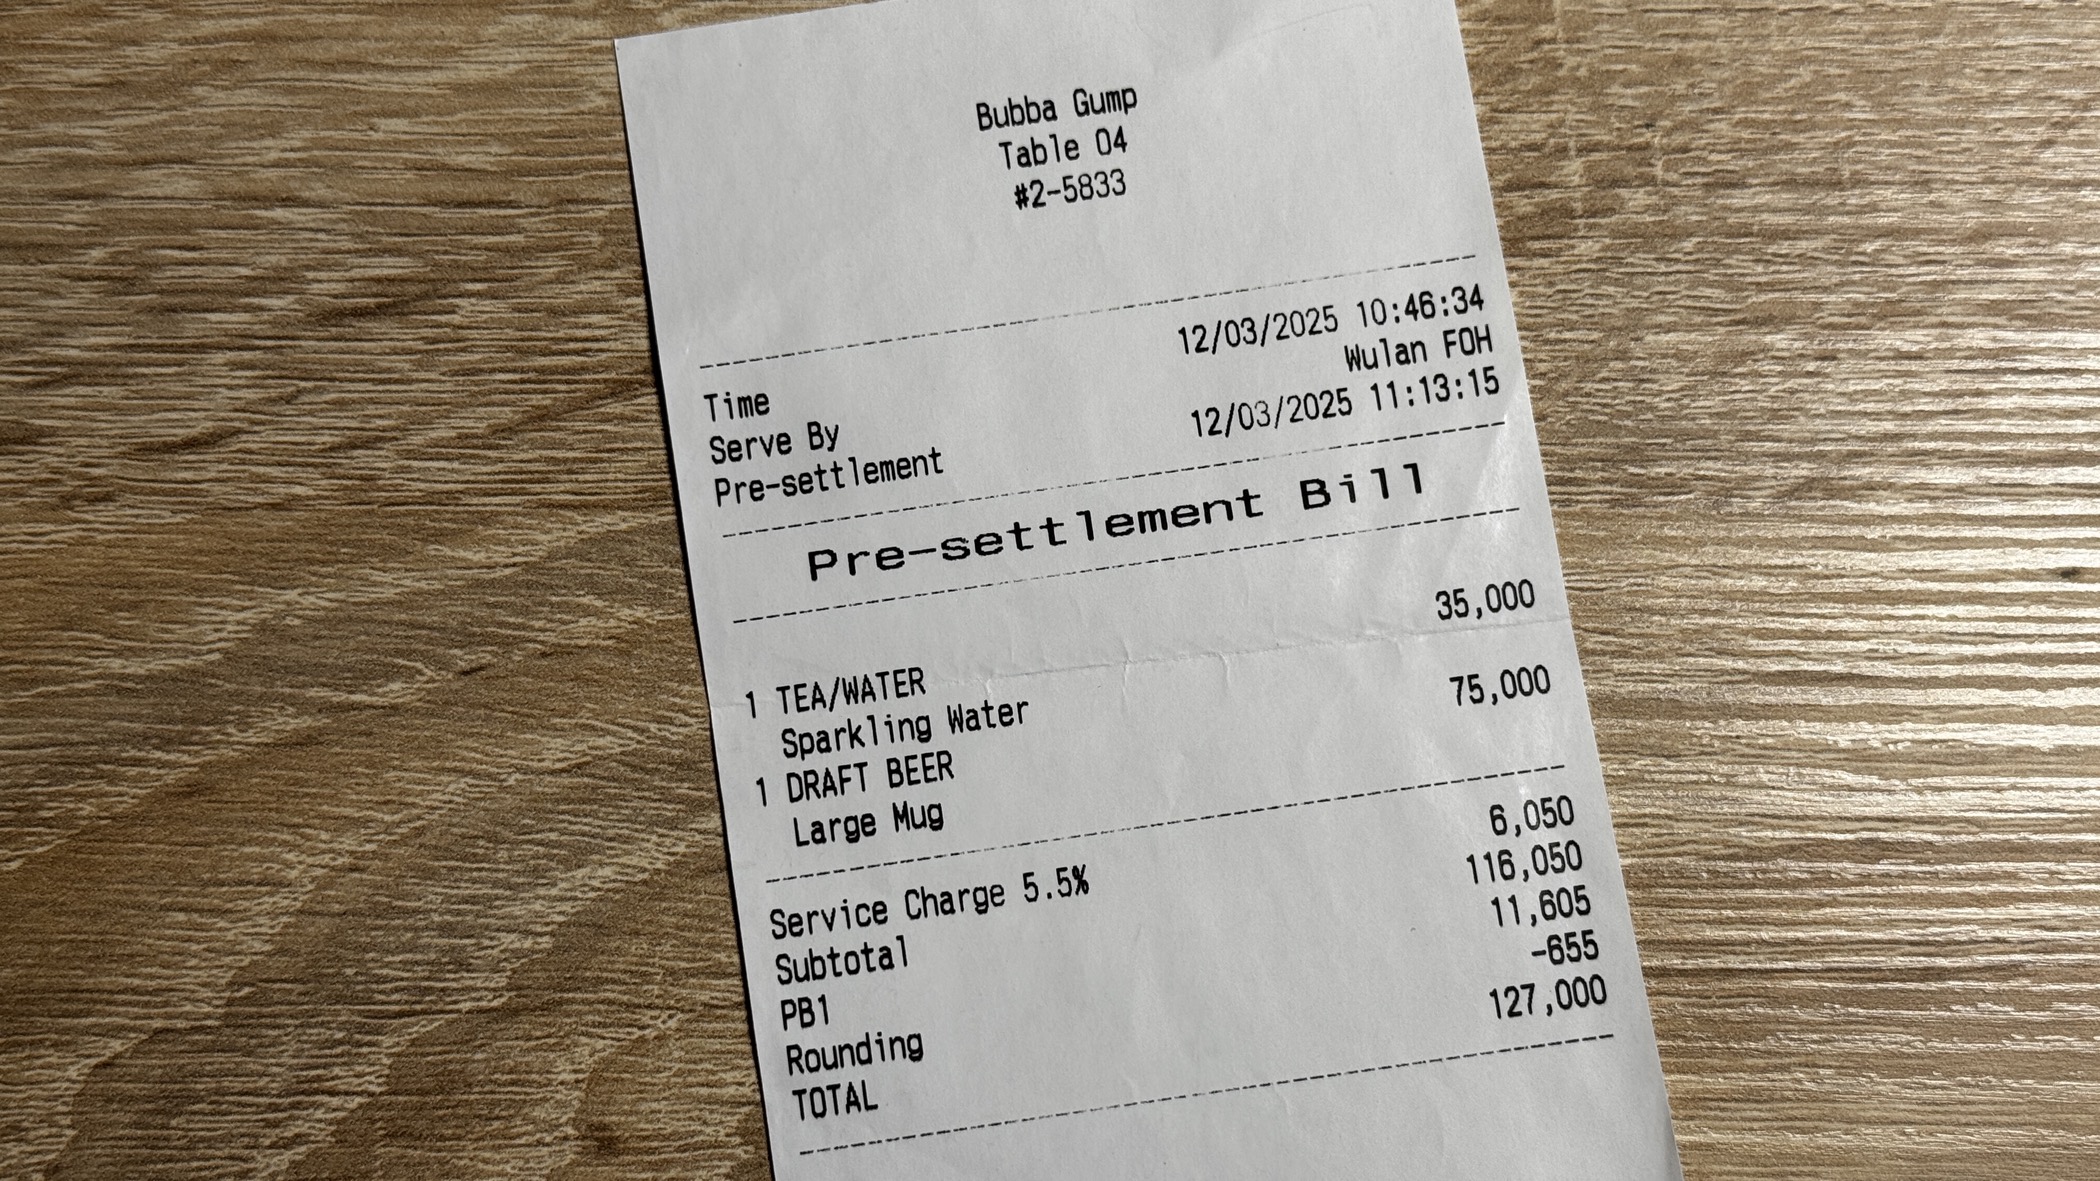 Bubba Gump
Table 04
#2-5833
Time 12/03/2025 10:46:34
Serve By Wulan FOH
Pre-settlement 12/03/2025 11:13:15
Pre-settlement Bill
1 TEA/WATER 35,000
Sparkling Water
1 DRAFT BEER 75,000
Large Mug
Service Charge 5.5% 6,050
Subtotal 116,050
PB1 11,605
Rounding -655
TOTAL 127,000